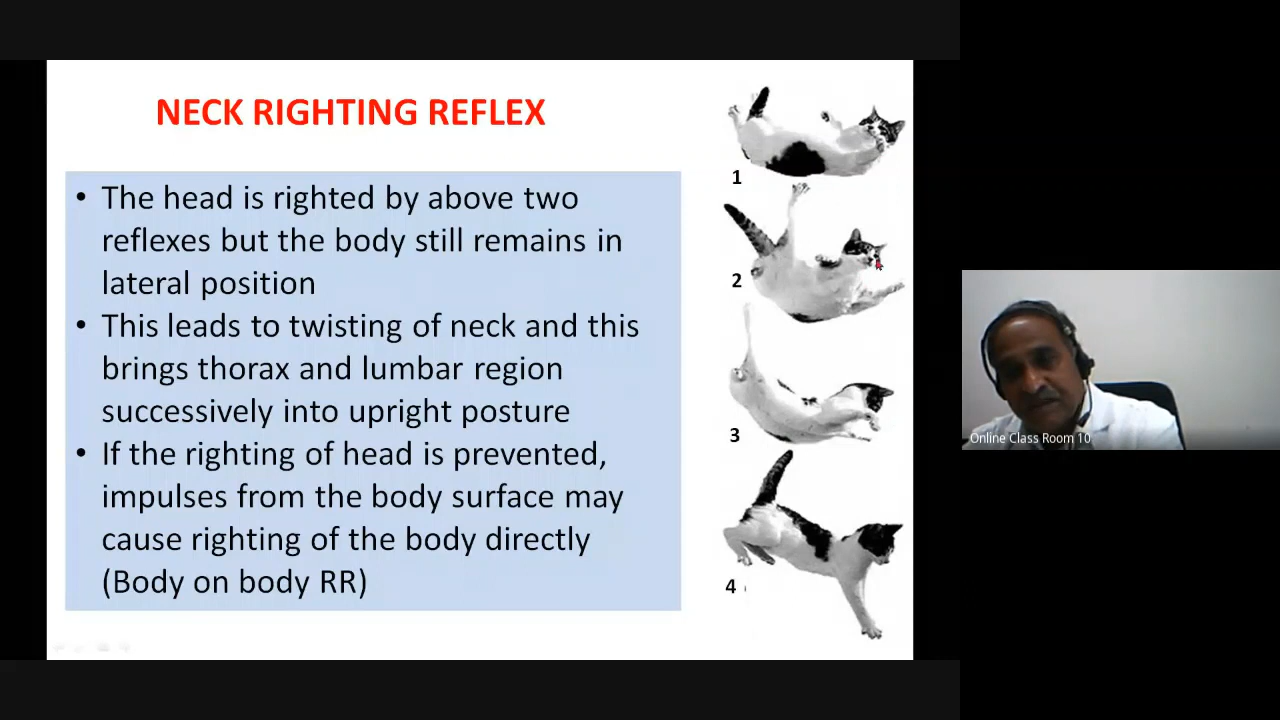 NECK RIGHTING REFLEX
• The head is righted by above two
reflexes but the body still remains in
lateral position
• This leads to twisting of neck and this
brings thorax and lumbar region
successively into upright posture
• If the righting of head is prevented,
impulses from the body surface may
cause righting of the body directly
(Body on body RR)
1
2
3
4
Online Class Room 10